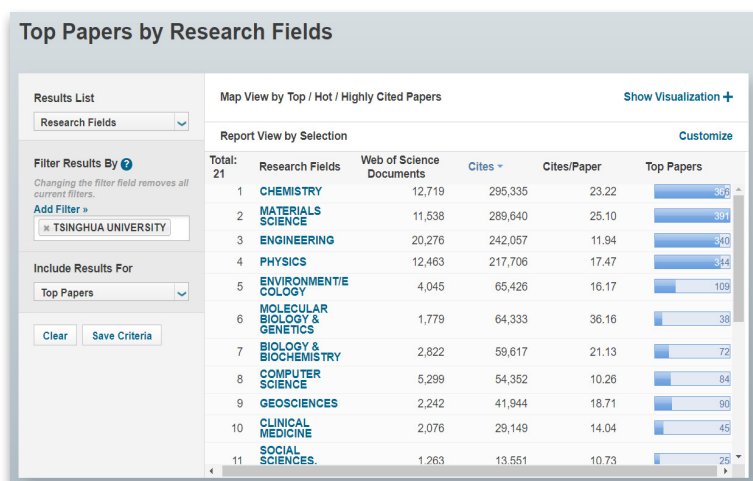 Top Papers by Research Fields
Results List
Research Fields
Filter Results By ?
Changing the filter field removes all
current filters.
Add Filter »
× TSINGHUA UNIVERSITY
Include Results For
Top Papers
Clear Save Criteria
Map View by Top / Hot / Highly Cited Papers Show Visualization +
Report View by Selection Customize
Total:
21 Research Fields Web of Science
Documents Cites Cites/Paper Top Papers
1 CHEMISTRY 12,719 295,335 23.22
2 MATERIALS
SCIENCE 11,538 289,640 25.10 391
3 ENGINEERING 20,276 242,057 11.94 340
4 PHYSICS 12,463 217,706 17.47 344
5 ENVIRONMENT/E
COLOGY 4,045 65,426 16.17 109
6 MOLECULAR
BIOLOGY &
GENETICS 1,779 64,333 36.16 38
7 BIOLOGY &
BIOCHEMISTRY 2,822 59,617 21.13 72
8 COMPUTER
SCIENCE 5,299 54,352 10.26 84
9 GEOSCIENCES 2,242 41,944 18.71 90
10 CLINICAL
MEDICINE 2,076 29,149 14.04 45
11 SOCIAL
SCIENCES, 1,263 13,551 10.73 25